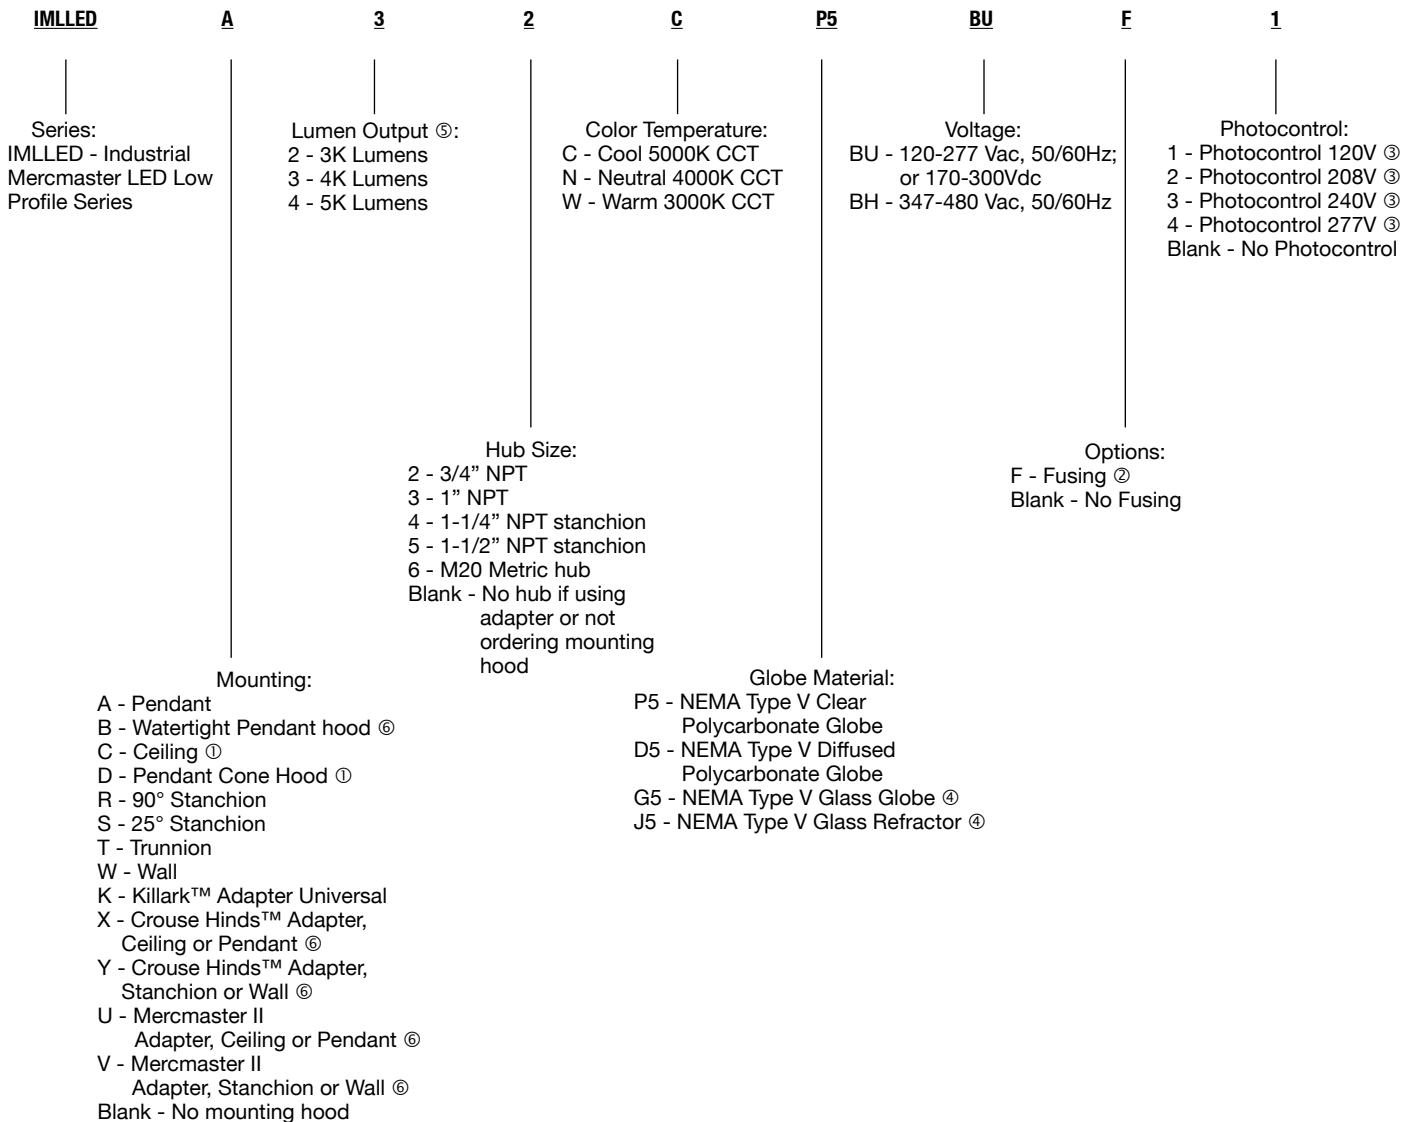 IMLLED A 3 2 C P5 BU F 1
Series:
IMLLED - Industrial
Mercmaster LED Low
Profile Series
Lumen Output ⑤:
2 - 3K Lumens
3 - 4K Lumens
4 - 5K Lumens
Color Temperature:
C - Cool 5000K CCT
N - Neutral 4000K CCT
W - Warm 3000K CCT
Voltage:
BU - 120-277 Vac, 50/60Hz;
or 170-300Vdc
BH - 347-480 Vac, 50/60Hz
Photocontrol:
1 - Photocontrol 120V ③
2 - Photocontrol 208V ③
3 - Photocontrol 240V ③
4 - Photocontrol 277V ③
Blank - No Photocontrol
Hub Size:
2 - 3/4” NPT
3 - 1” NPT
4 - 1-1/4” NPT stanchion
5 - 1-1/2” NPT stanchion
6 - M20 Metric hub
Blank - No hub if using
adapter or not
ordering mounting
hood
Options:
F - Fusing ②
Blank - No Fusing
Mounting:
A - Pendant
B - Watertight Pendant hood ⑥
C - Ceiling ①
D - Pendant Cone Hood ①
R - 90° Stanchion
S - 25° Stanchion
T - Trunnion
W - Wall
K - Killark™ Adapter Universal
X - Crouse Hinds™ Adapter,
Ceiling or Pendant ⑥
Y - Crouse Hinds™ Adapter,
Stanchion or Wall ⑥
U - Mercmaster II
Adapter, Ceiling or Pendant ⑥
V - Mercmaster II
Adapter, Stanchion or Wall ⑥
Blank - No mounting hood
Globe Material:
P5 - NEMA Type V Clear
Polycarbonate Globe
D5 - NEMA Type V Diffused
Polycarbonate Globe
G5 - NEMA Type V Glass Globe ④
J5 - NEMA Type V Glass Refractor ④